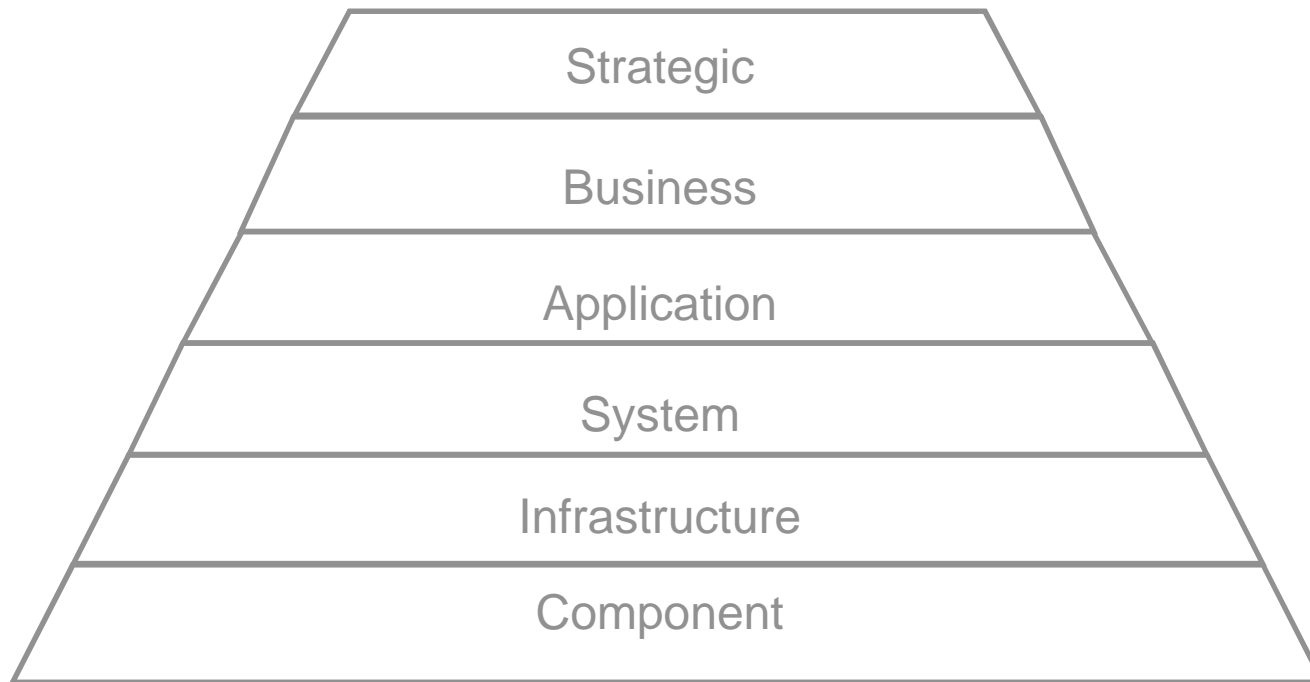 Strategic
Business
Application
System
Infrastructure
Component